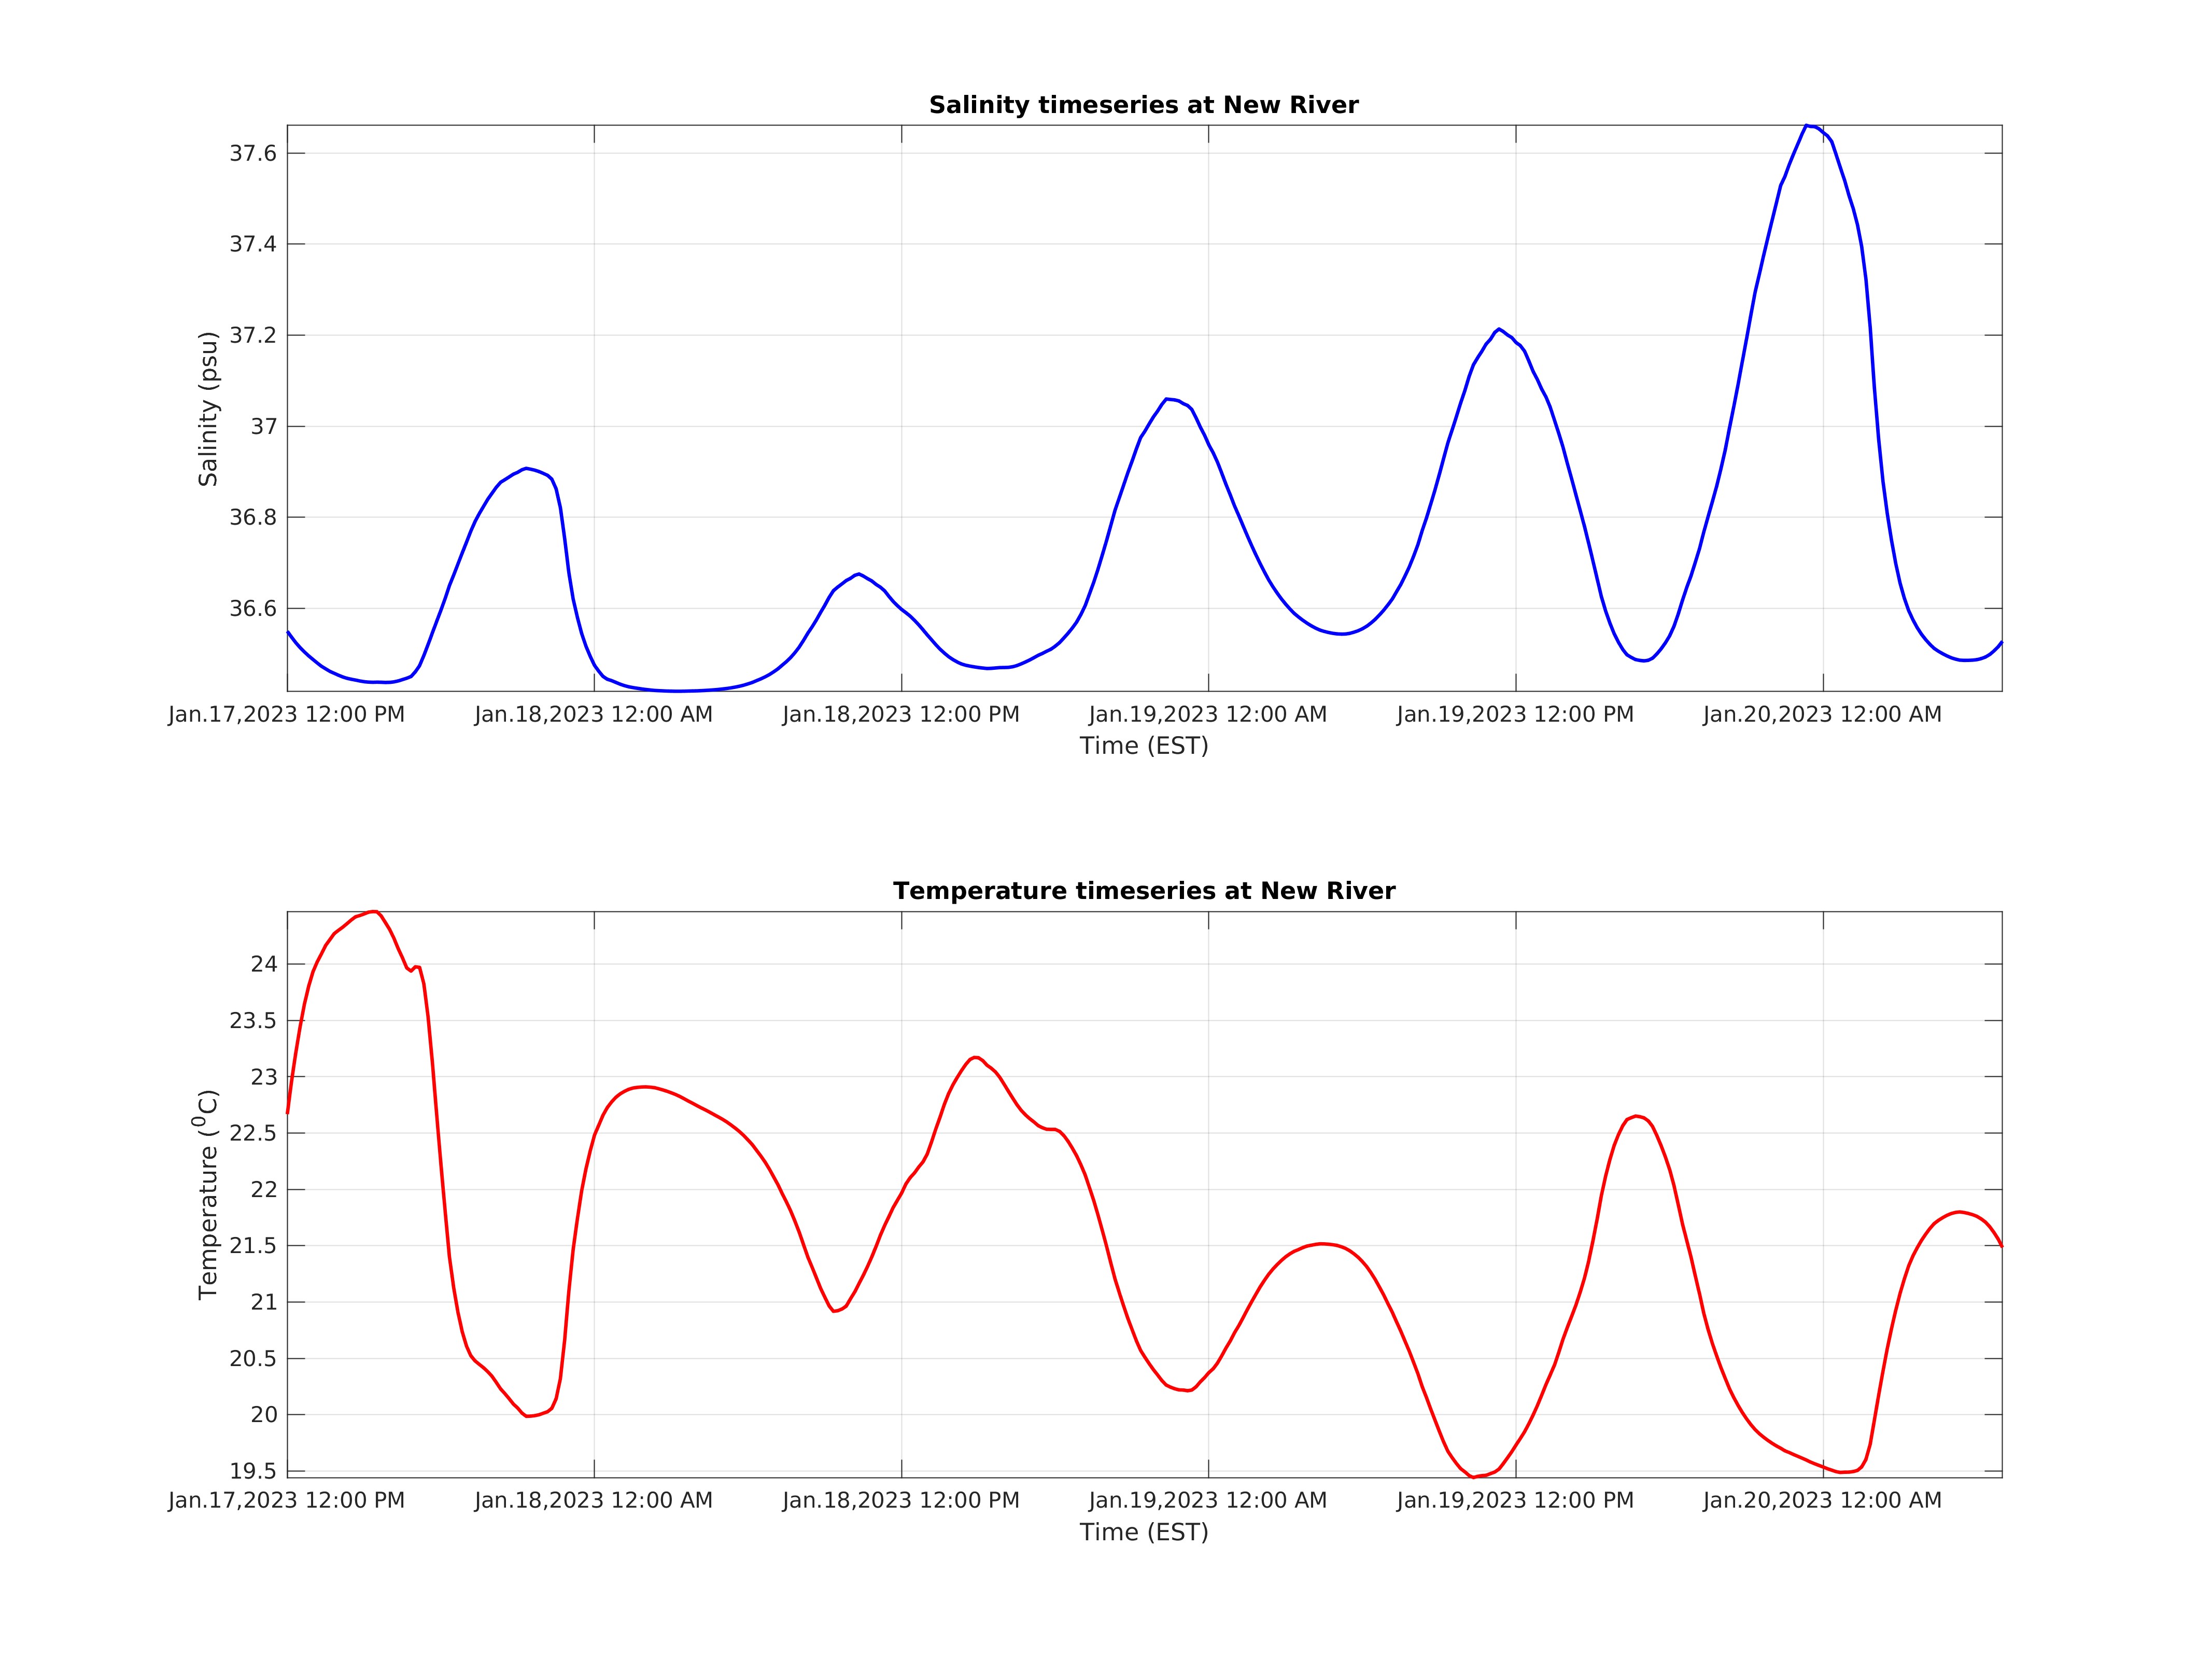 Salinity timeseries at New River
37.6
37.4
37.2
37
36.8
36.6
Salinity (psu)
Jan.17,2023 12:00 PM Jan.18,2023 12:00 AM Jan.18,2023 12:00 PM Jan.19,2023 12:00 AM Jan.19,2023 12:00 PM Jan.20,2023 12:00 AM
Time (EST)
Temperature timeseries at New River
24
23.5
23
22.5
22
21.5
21
20.5
20
19.5
Temperature (⁰C)
Jan.17,2023 12:00 PM Jan.18,2023 12:00 AM Jan.18,2023 12:00 PM Jan.19,2023 12:00 AM Jan.19,2023 12:00 PM Jan.20,2023 12:00 AM
Time (EST)